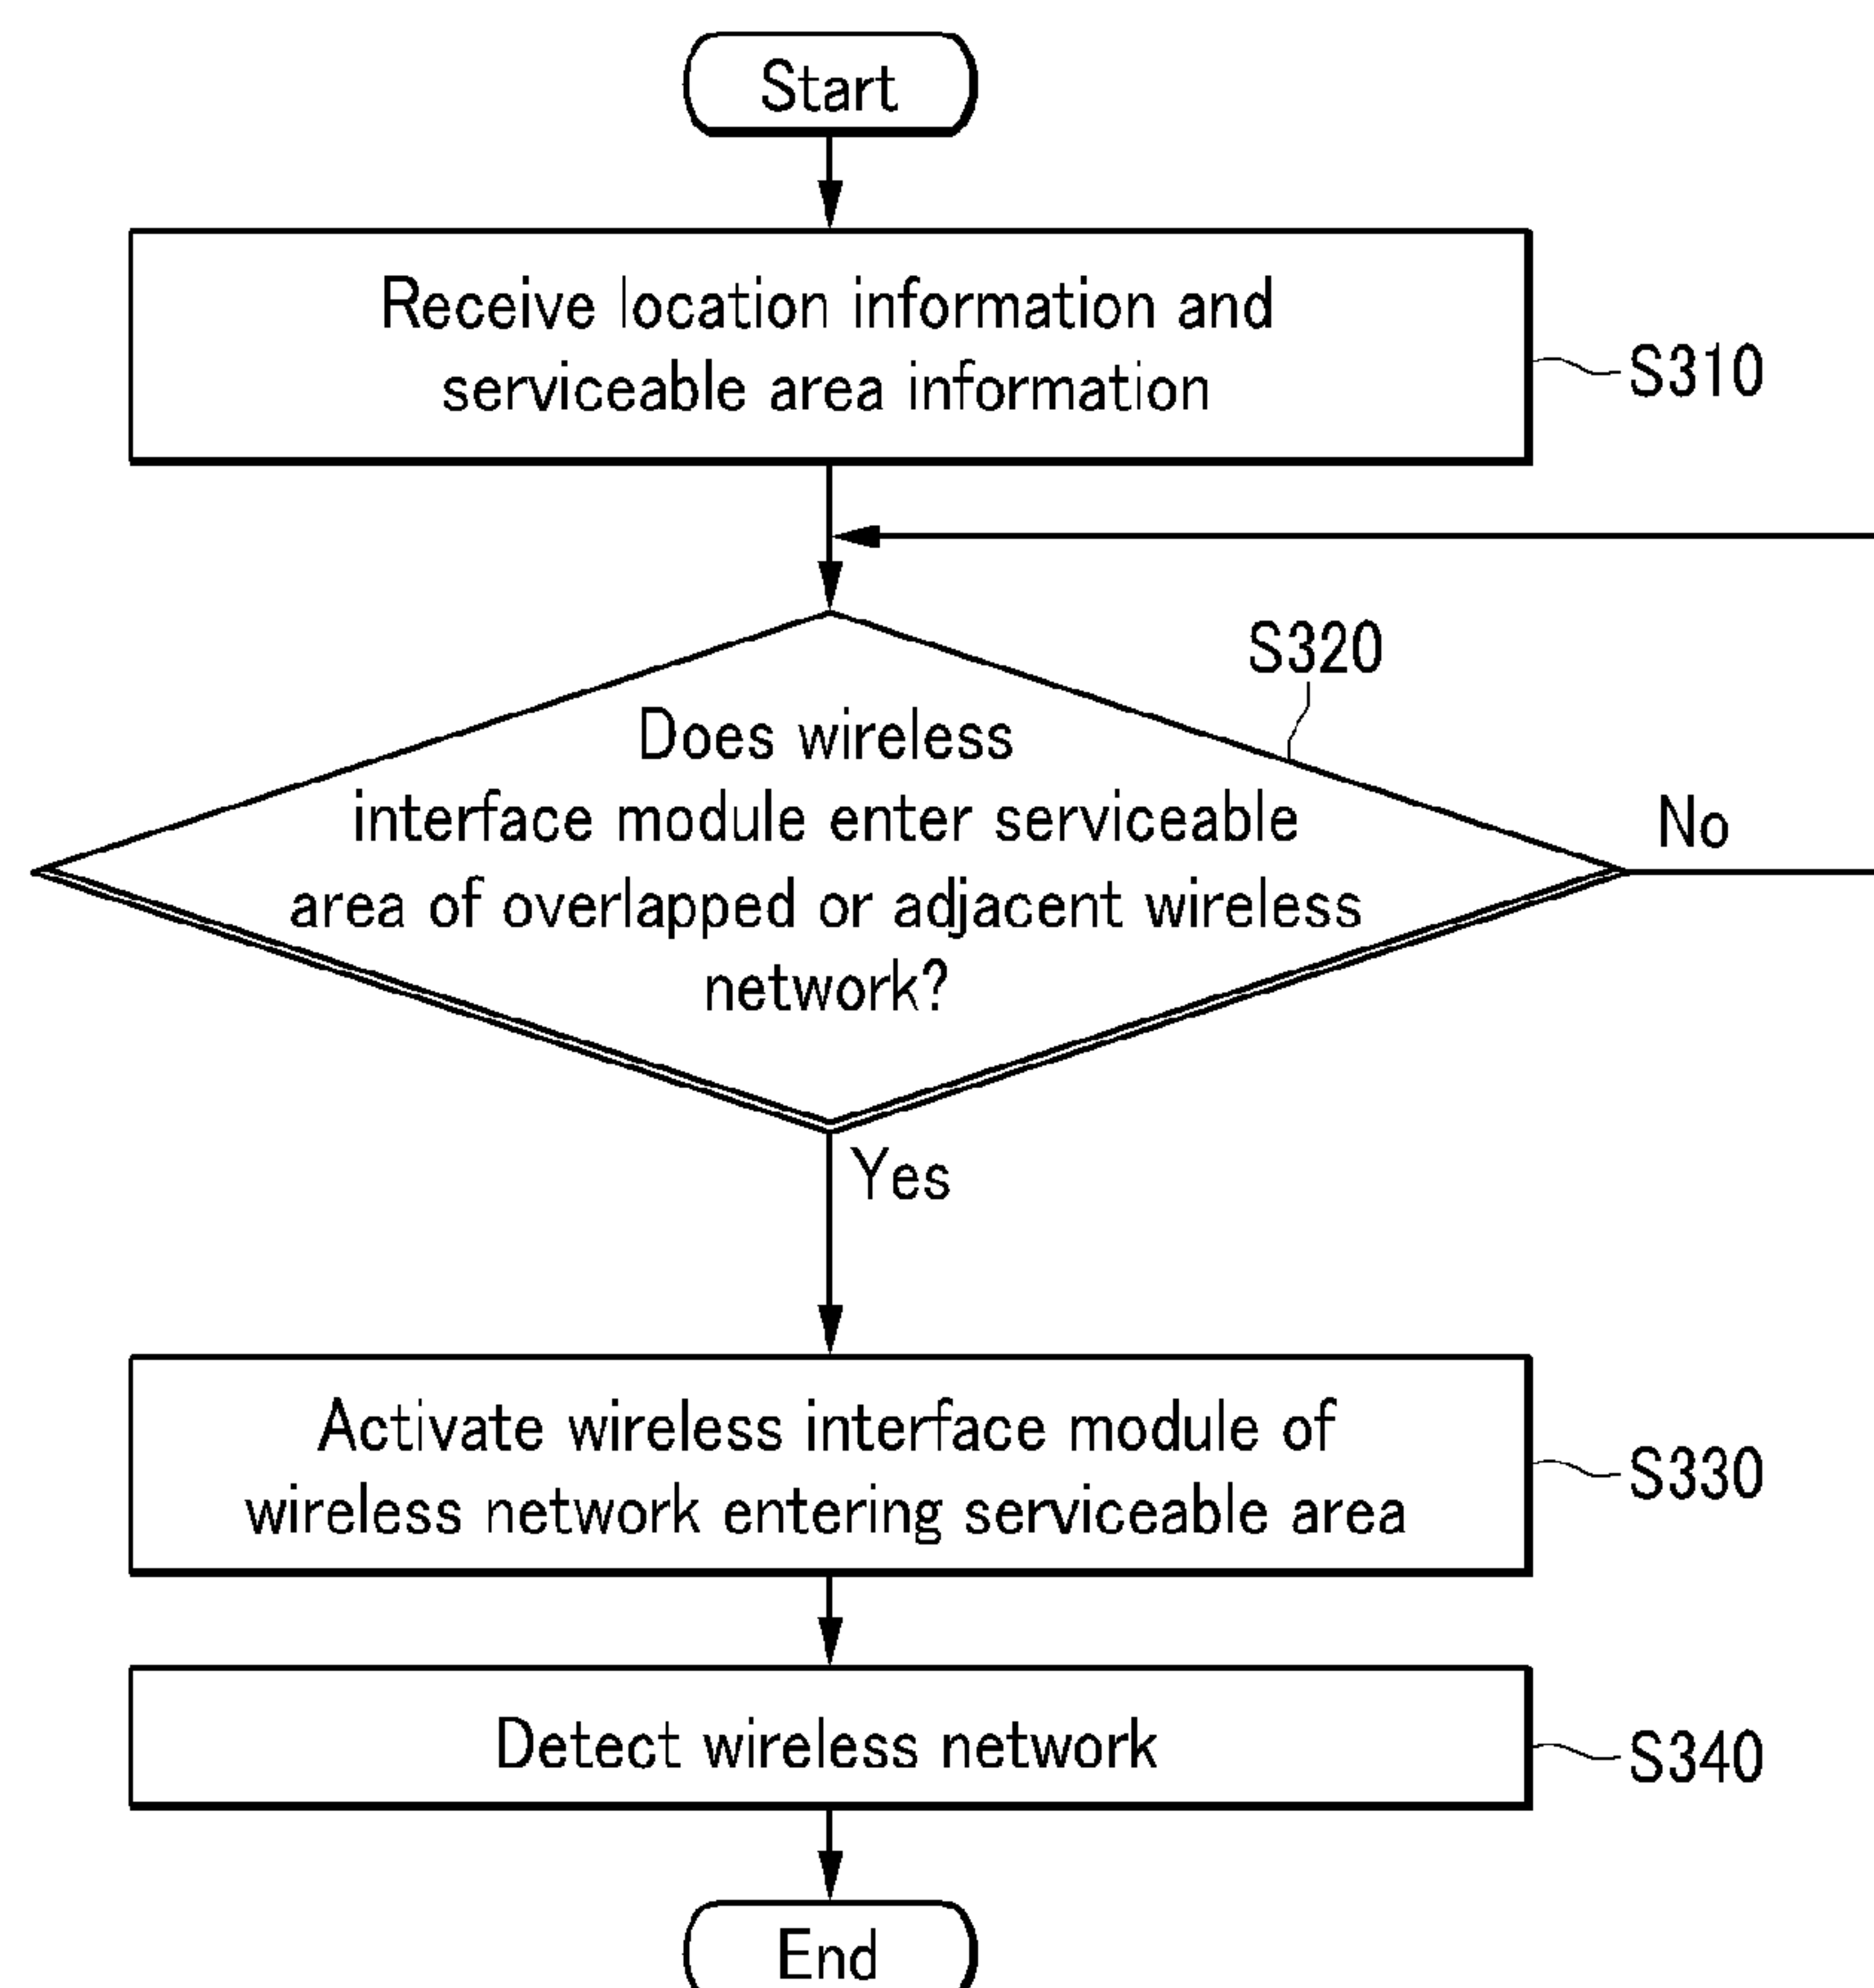 Start
Receive location information and
serviceable area information
S310
S320
Does wireless
interface module enter serviceable
area of overlapped or adjacent wireless
network?
No
Yes
Activate wireless interface module of
wireless network entering serviceable area
S330
Detect wireless network
S340
End